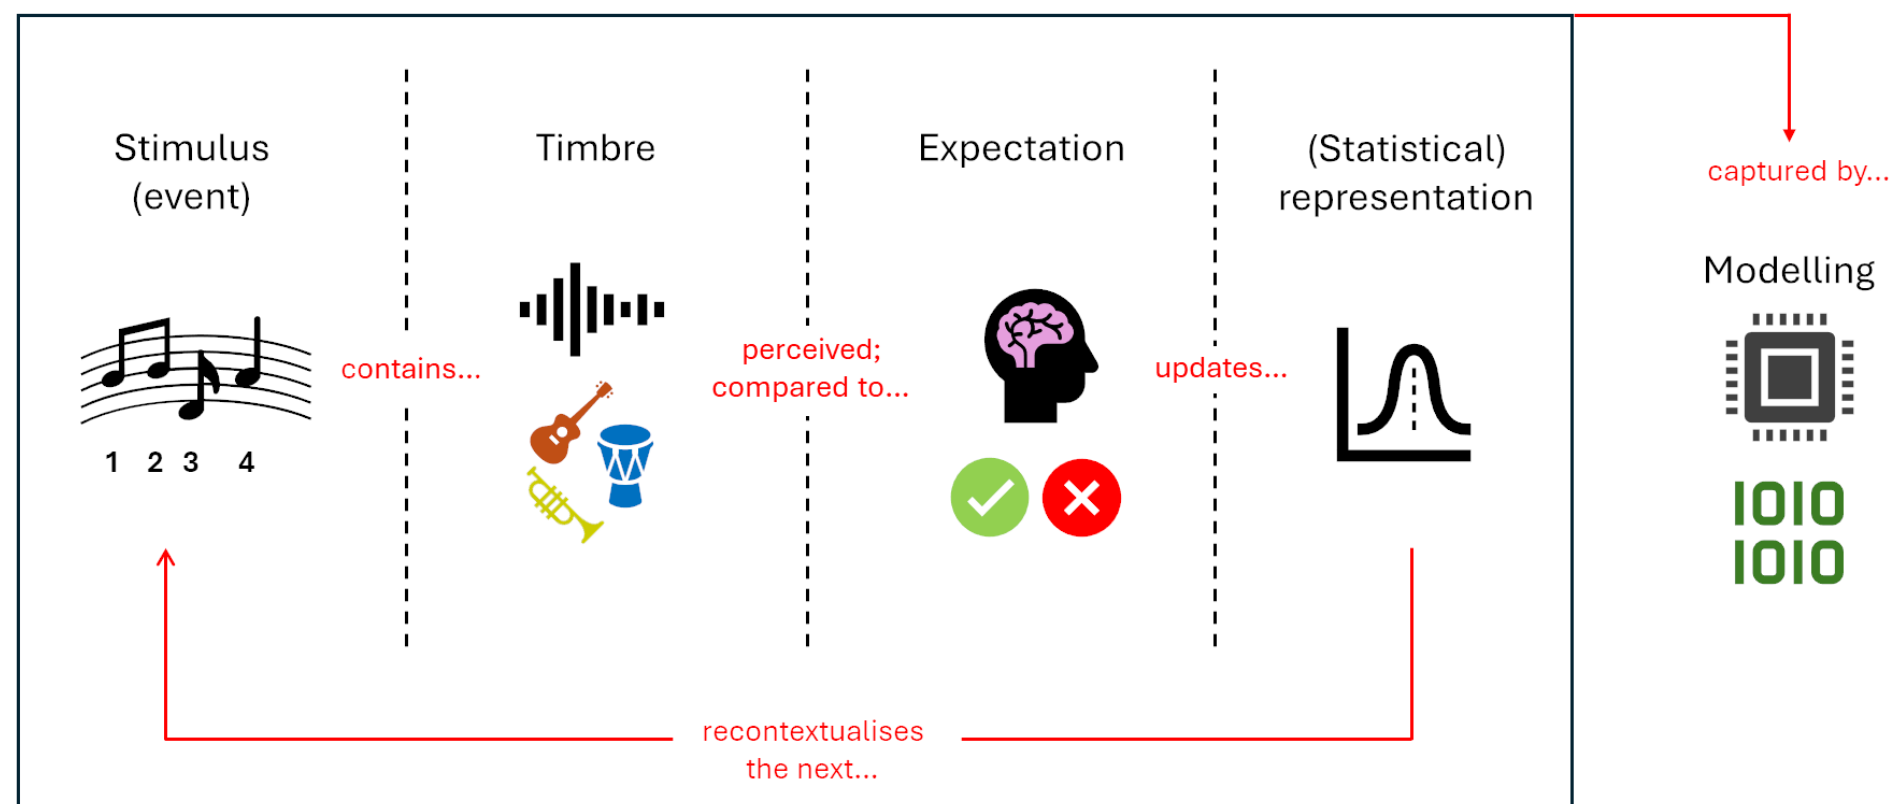 Stimulus
(event)
1 2 3 4
contains...
Timbre
perceived;
compared to...
Expectation
updates...
(Statistical)
representation
recontextualises
the next...
captured by...
Modelling
1010
1010